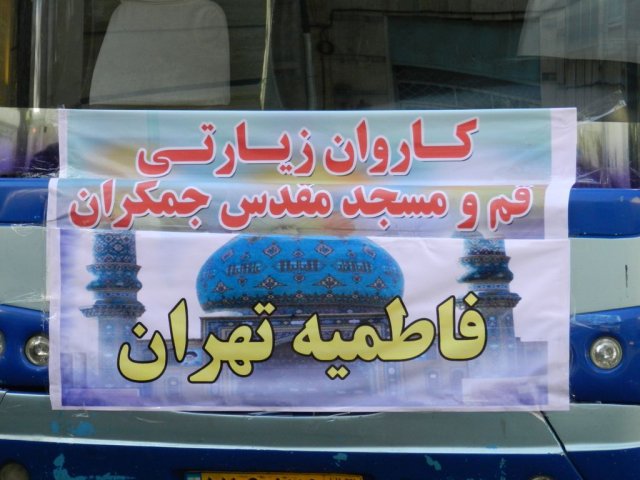 کاروان زیارتی
قم و مسجد مقدس جمکران
فاطمیه تهران